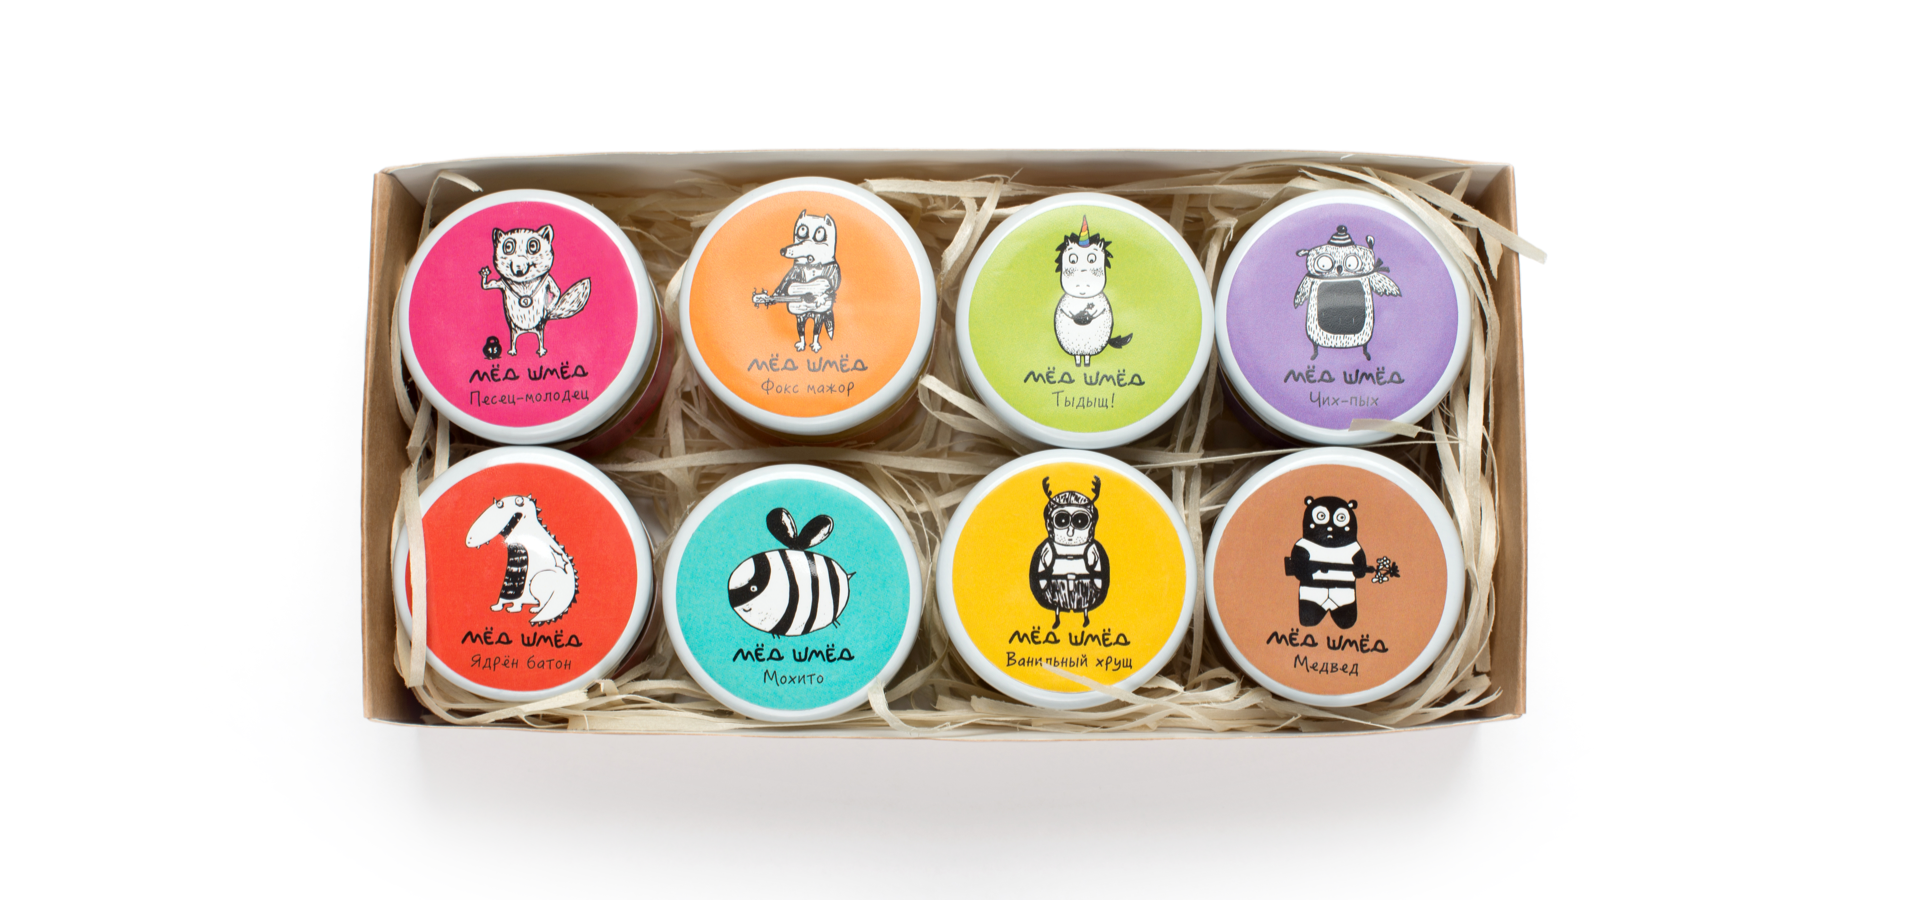 МЁД ШМЁД
Песец-молодец
МЁД ШМЁД
Фокс мажор
МЁД ШМЁД
Тыдыщ!
МЁД ШМЁД
Чих-пых
МЁД ШМЁД
Ядрён батон
МЁД ШМЁД
Мохито
МЁД ШМЁД
Ванильный хрущ
МЁД ШМЁД
Медвед